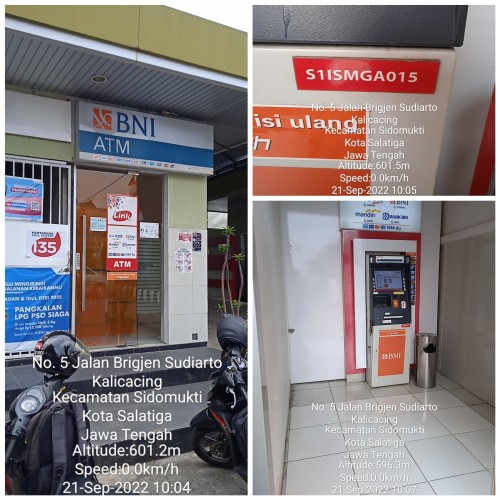 BNI
ATM
Link
ATM
PERTAMINA
135
PANGKALAN
LPG PSO SIAGA
No. 5 Jalan Brigjen Sudiarto
Kalicacing
Kecamatan Sidomukti
Kota Salatiga
Jawa Tengah
Altitude:601.2m
Speed:0.0km/h
21-Sep-2022 10:04
S1ISMGA015
isi ulang
No. 5 Jalan Brigjen Sudiarto
Kalicacing
Kecamatan Sidomukti
Kota Salatiga
Jawa Tengah
Altitude:601.5m
Speed:0.0km/h
21-Sep-2022 10:05
mandiri
BANK BRI
BNI
No. 5 Jalan Brigjen Sudiarto
Kalicacing
Kecamatan Sidomukti
Kota Salatiga
Jawa Tengah
Altitude:596.3m
Speed:0.0km/h
21-Sep-2022 10:07